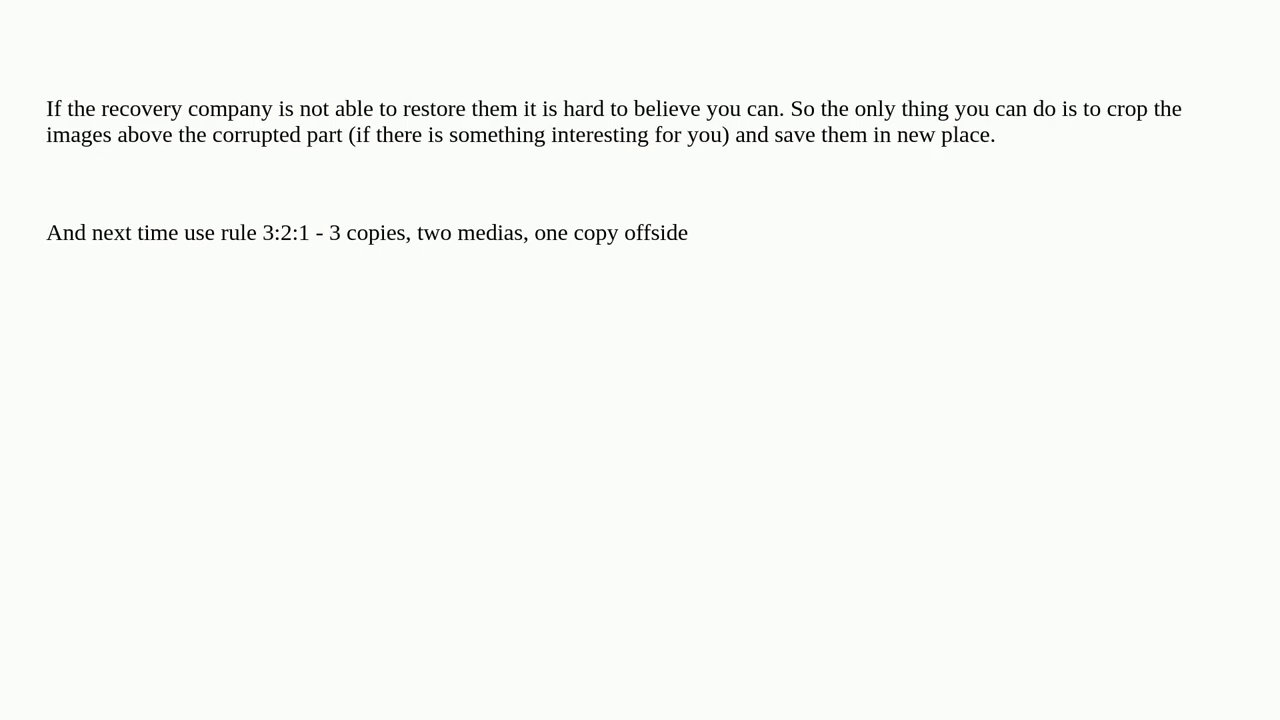 If the recovery company is not able to restore them it is hard to believe you can. So the only thing you can do is to crop the
images above the corrupted part (if there is something interesting for you) and save them in new place.
And next time use rule 3:2:1 - 3 copies, two medias, one copy offside